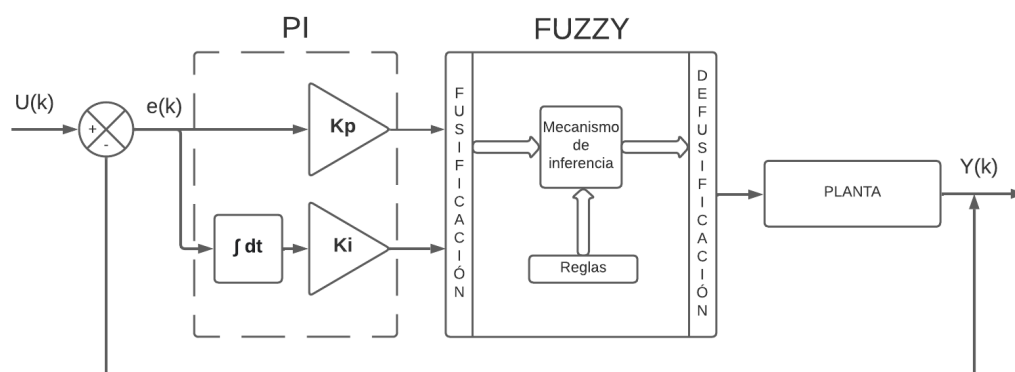 PI
FUZZY
U(k)
e(k)
+
-
Kp
∫ dt
Ki
FUSIFICACIÓN
Mecanismo
de
inferencia
Reglas
DEFUSIFICACIÓN
PLANTA
Y(k)